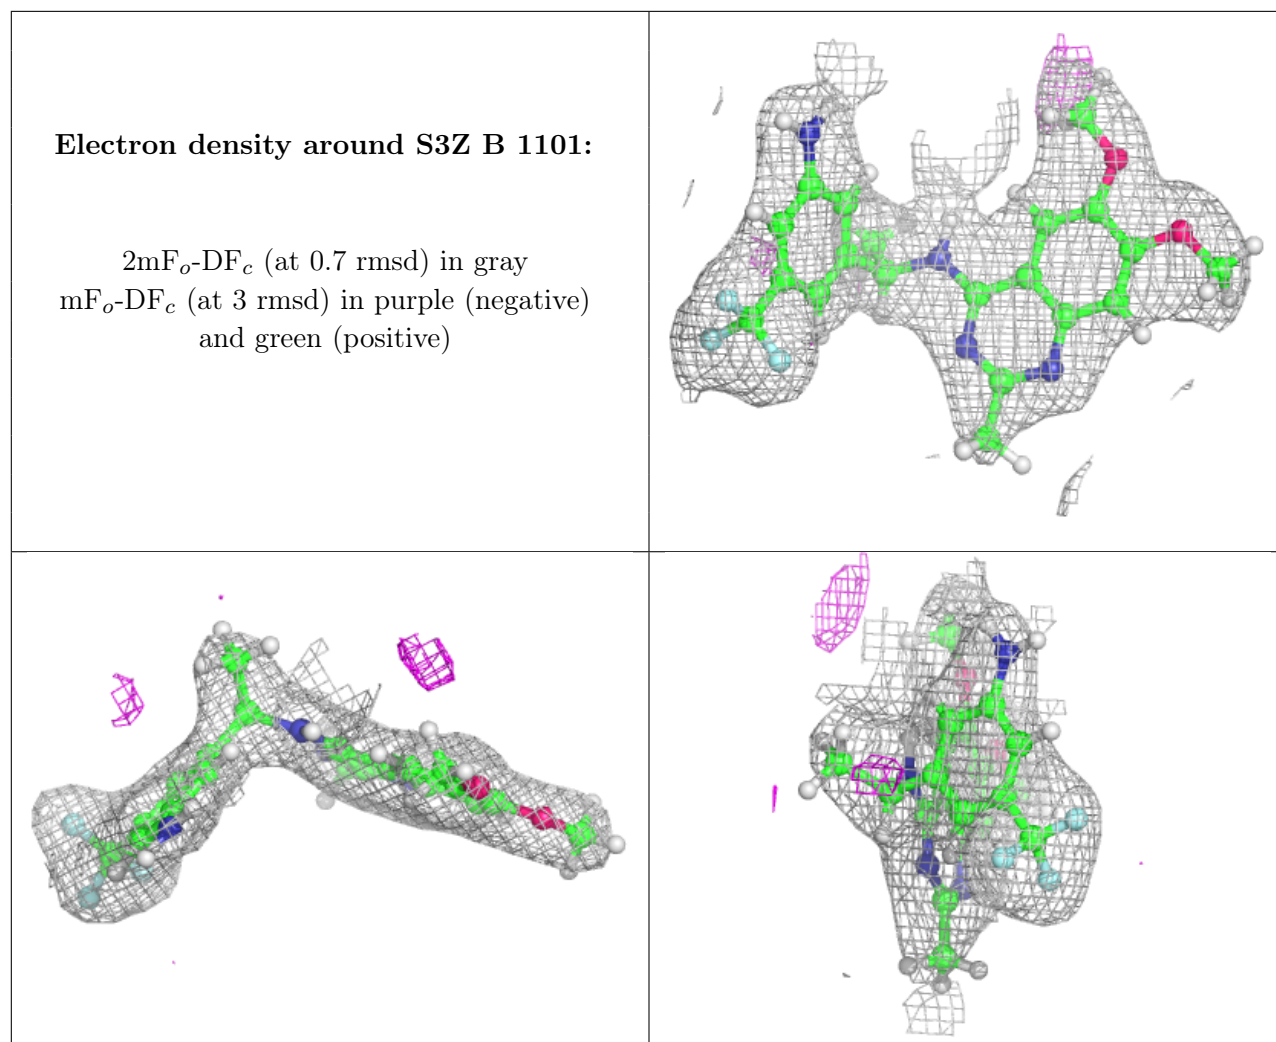 Electron density around S3Z B 1101:
2mFₒ-DF𝒸 (at 0.7 rmsd) in gray
mFₒ-DF𝒸 (at 3 rmsd) in purple (negative)
and green (positive)